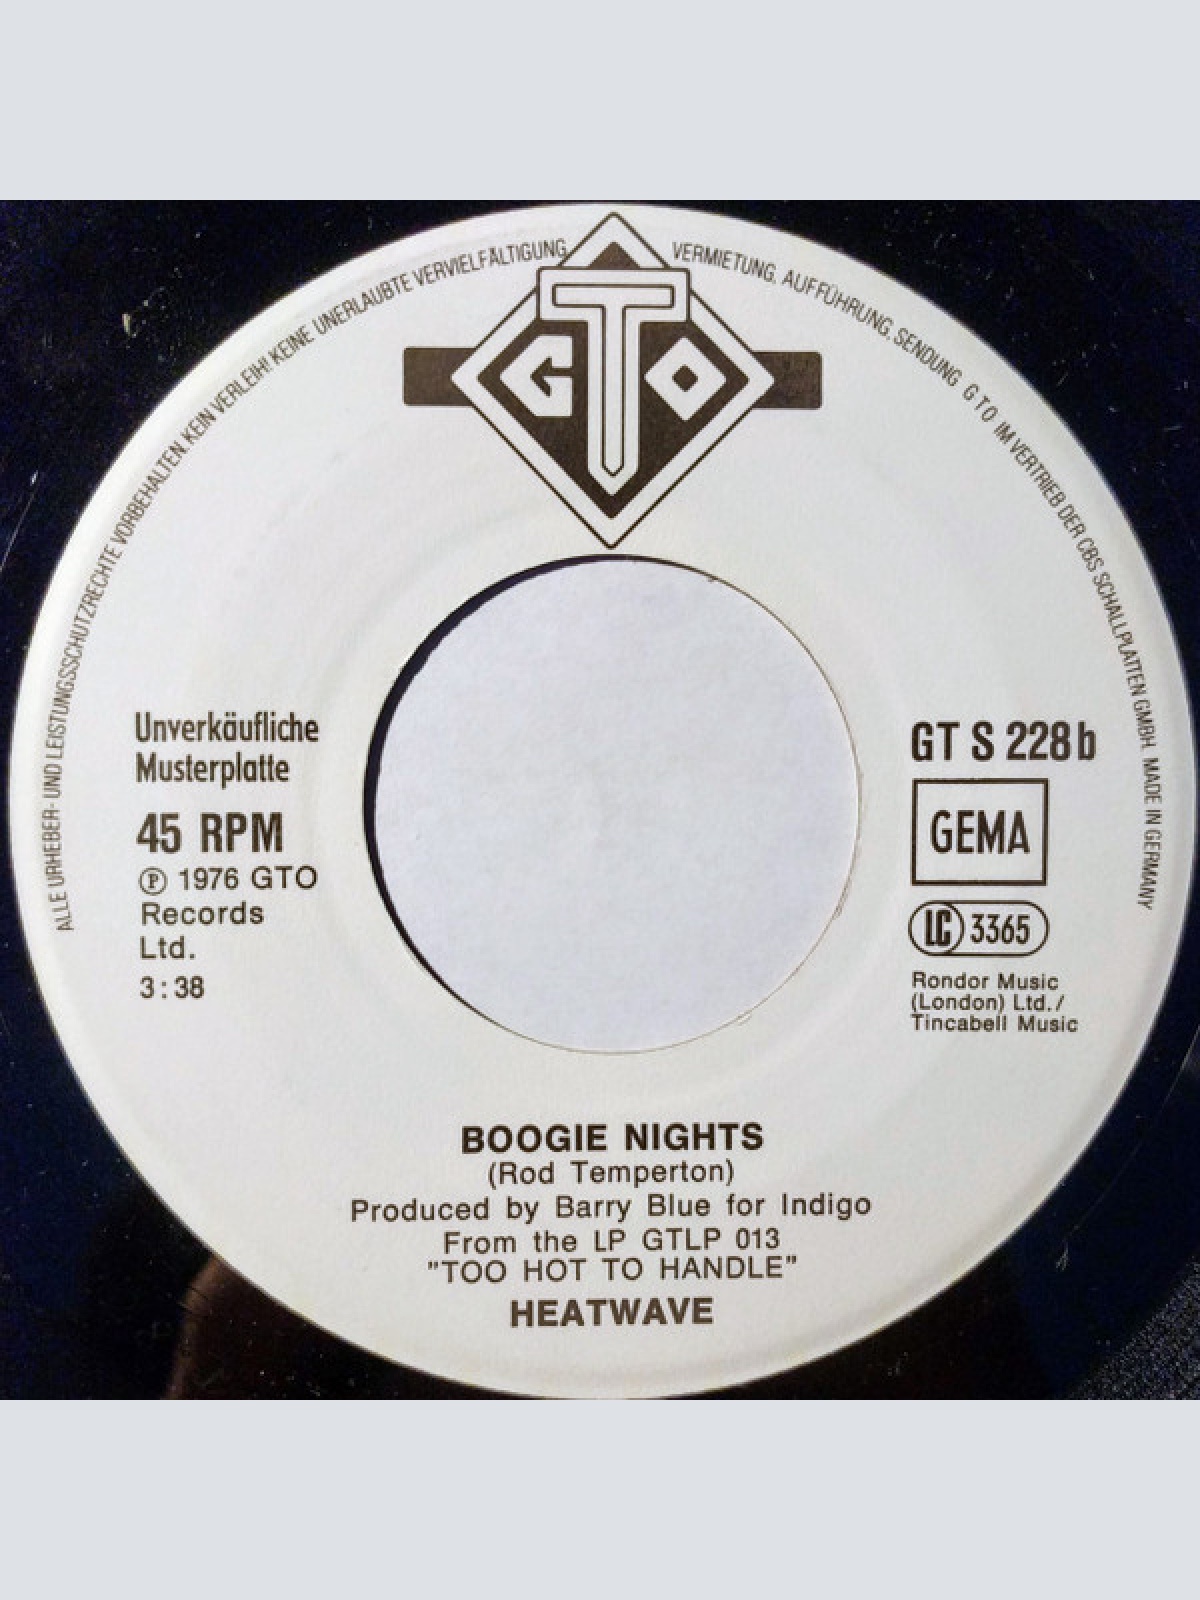 ALLE URHEBER- UND LEISTUNGSSCHUTZRECHTE VORBEHALTEN KEIN VERLEIH! KEINE UNERLAUBTE VERVIELFÄLTIGUNG, VERMIETUNG, AUFFÜHRUNG, SENDUNG GTO IM VERTRIEB DER CBS SCHALLPLATTEN GMBH. MADE IN GERMANY
GTO
Unverkäufliche
Musterplatte
45 RPM
℗ 1976 GTO
Records
Ltd.
3:38
GT S 228 b
GEMA
LC 3365
Rondor Music
(London) Ltd./
Tincabell Music
BOOGIE NIGHTS
(Rod Temperton)
Produced by Barry Blue for Indigo
From the LP GTLP 013
"TOO HOT TO HANDLE"
HEATWAVE